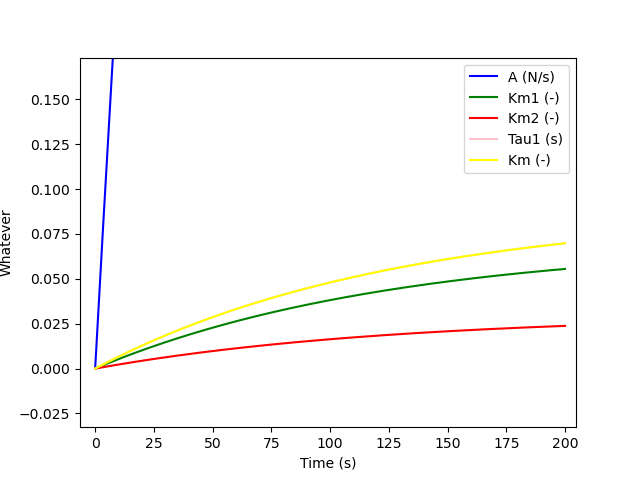 A (N/s)
Km1 (-)
Km2 (-)
Tau1 (s)
Km (-)
0.150
0.125
0.100
0.075
0.050
0.025
0.000
−0.025
Whatever
0 25 50 75 100 125 150 175 200
Time (s)